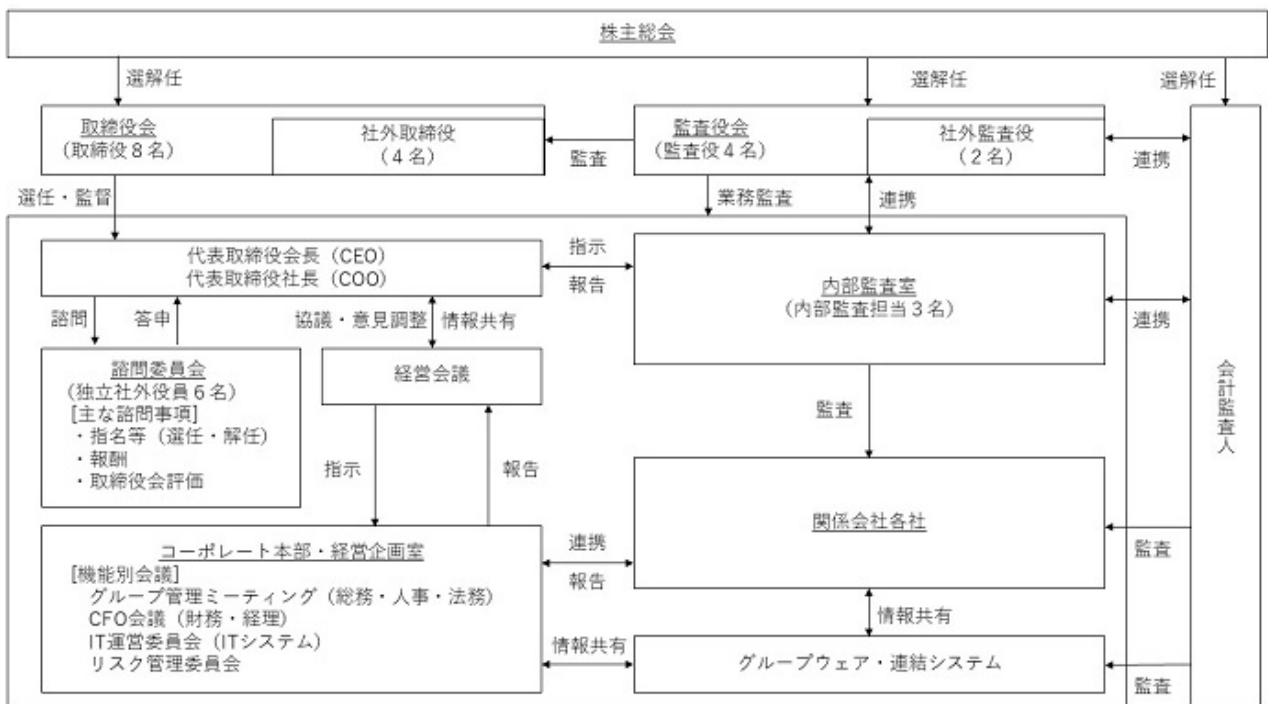 株主総会
選解任
選解任
選解任
取締役会
(取締役8名)
社外取締役
(4名)
監査
監査役会
(監査役4名)
社外監査役
(2名)
連携
選任・監督
業務監査
連携
代表取締役会長(CEO)
代表取締役社長(COO)
指示
報告
内部監査室
(内部監査担当3名)
連携
諮問
答申
協議・意見調整
情報共有
諮問委員会
(独立社外役員6名)
[主な諮問事項]
・指名等(選任・解任)
・報酬
・取締役会評価
経営会議
監査
会計監査人
指示
報告
関係会社各社
コーポレート本部・経営企画室
[機能別会議]
グループ管理ミーティング(総務・人事・法務)
CFO会議(財務・経理)
IT運営委員会(ITシステム)
リスク管理委員会
連携
報告
監査
情報共有
情報共有
グループウェア・連結システム
監査